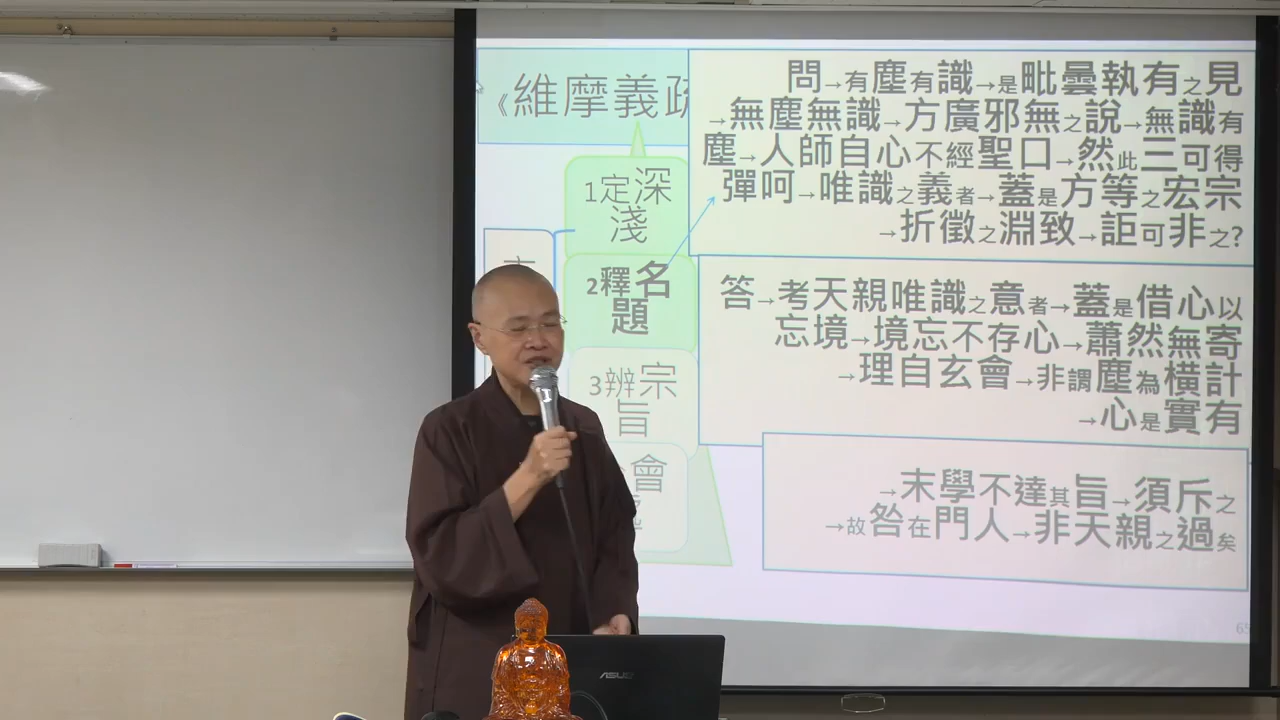 《維摩義疏
1定深
淺
2釋名
題
3辨宗
旨
會
問→有塵有識→是毗曇執有之見
→無塵無識→方廣邪無之說→無識有
塵→人師自心不經聖口→然此三可得
彈呵→唯識之義者→蓋是方等之宏宗
→折徵之淵致→詎可非之?
答→考天親唯識之意者→蓋是借心以
忘境→境忘不存心→蕭然無寄
→理自玄會→非謂塵為橫計
→心是實有
→末學不達其旨→須斥之
→故咎在門人→非天親之過矣
ASUS